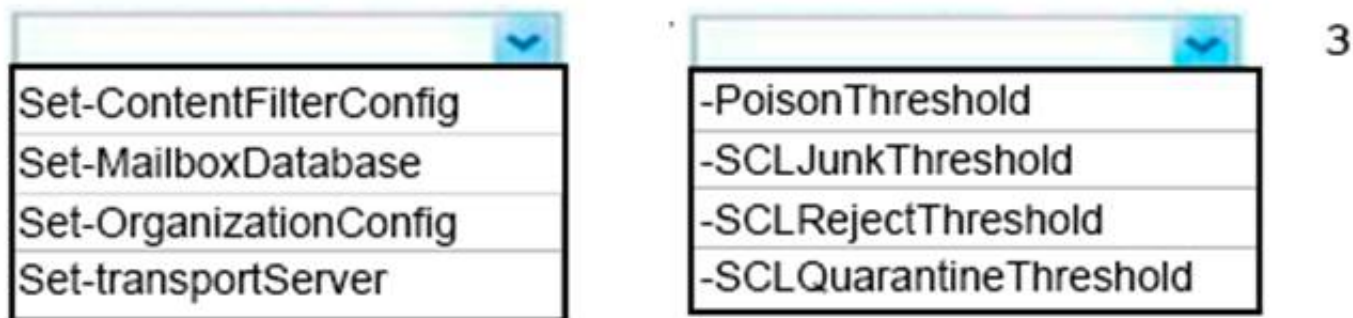 3
Set-ContentFilterConfig
Set-MailboxDatabase
Set-OrganizationConfig
Set-transportServer
-PoisonThreshold
-SCLJunkThreshold
-SCLRejectThreshold
-SCLQuarantineThreshold